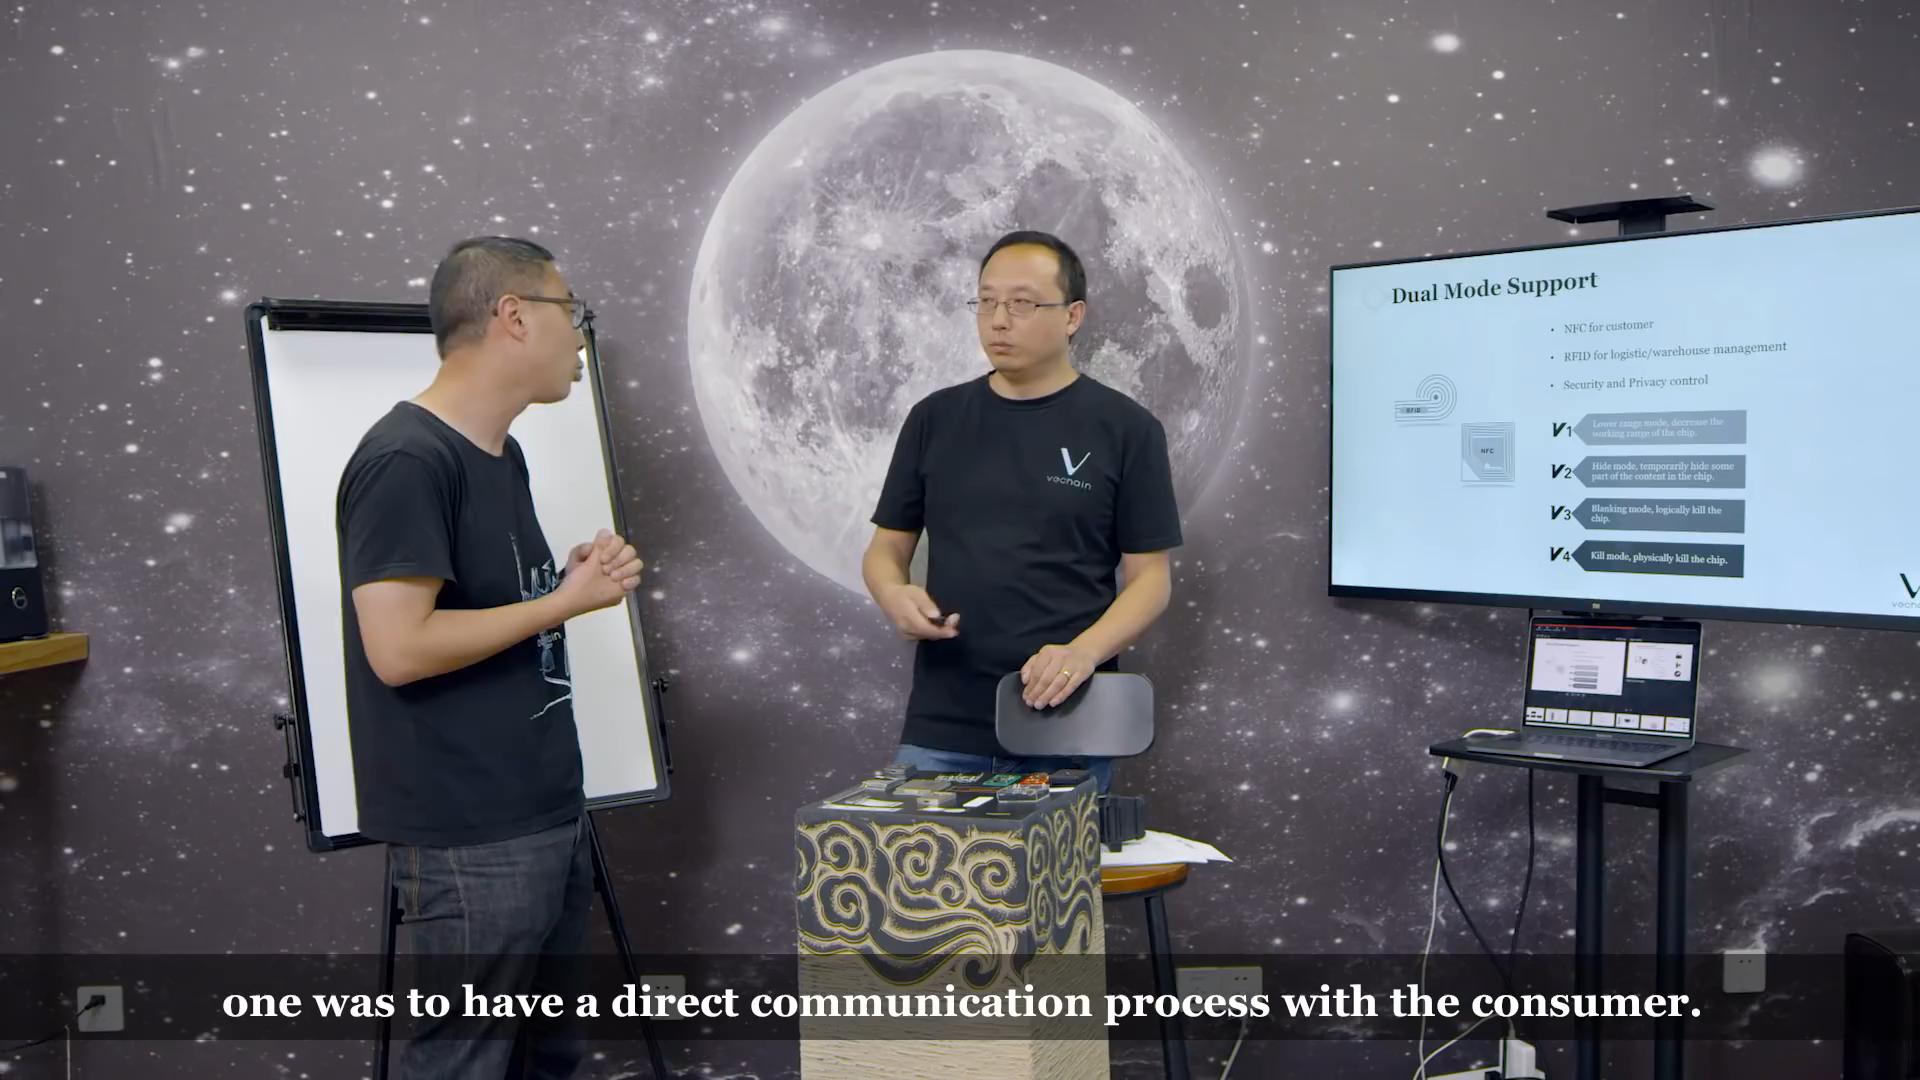 Dual Mode Support
• NFC for customer
• RFID for logistic/warehouse management
• Security and Privacy control
RFID
NFC
V1
Lower range mode, decrease the
working range of the chip.
V2
Hide mode, temporarily hide some
part of the content in the chip.
V3
Blanking mode, logically kill the
chip.
V4
Kill mode, physically kill the chip.
V
vechain
one was to have a direct communication process with the consumer.